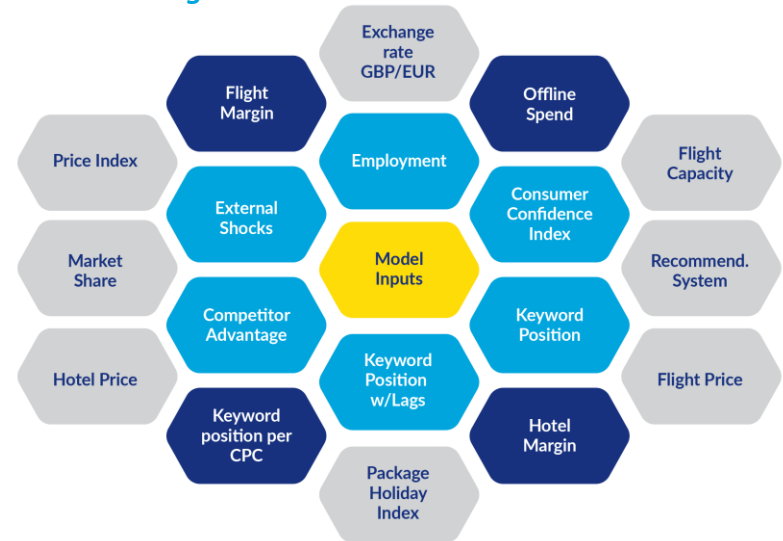 Exchange
rate
GBP/EUR
Flight
Margin
Offline
Spend
Price Index
Employment
Flight
Capacity
External
Shocks
Consumer
Confidence
Index
Market
Share
Model
Inputs
Recommend.
System
Competitor
Advantage
Keyword
Position
Hotel Price
Keyword
Position
w/Lags
Flight Price
Keyword
position per
CPC
Hotel
Margin
Package
Holiday
Index